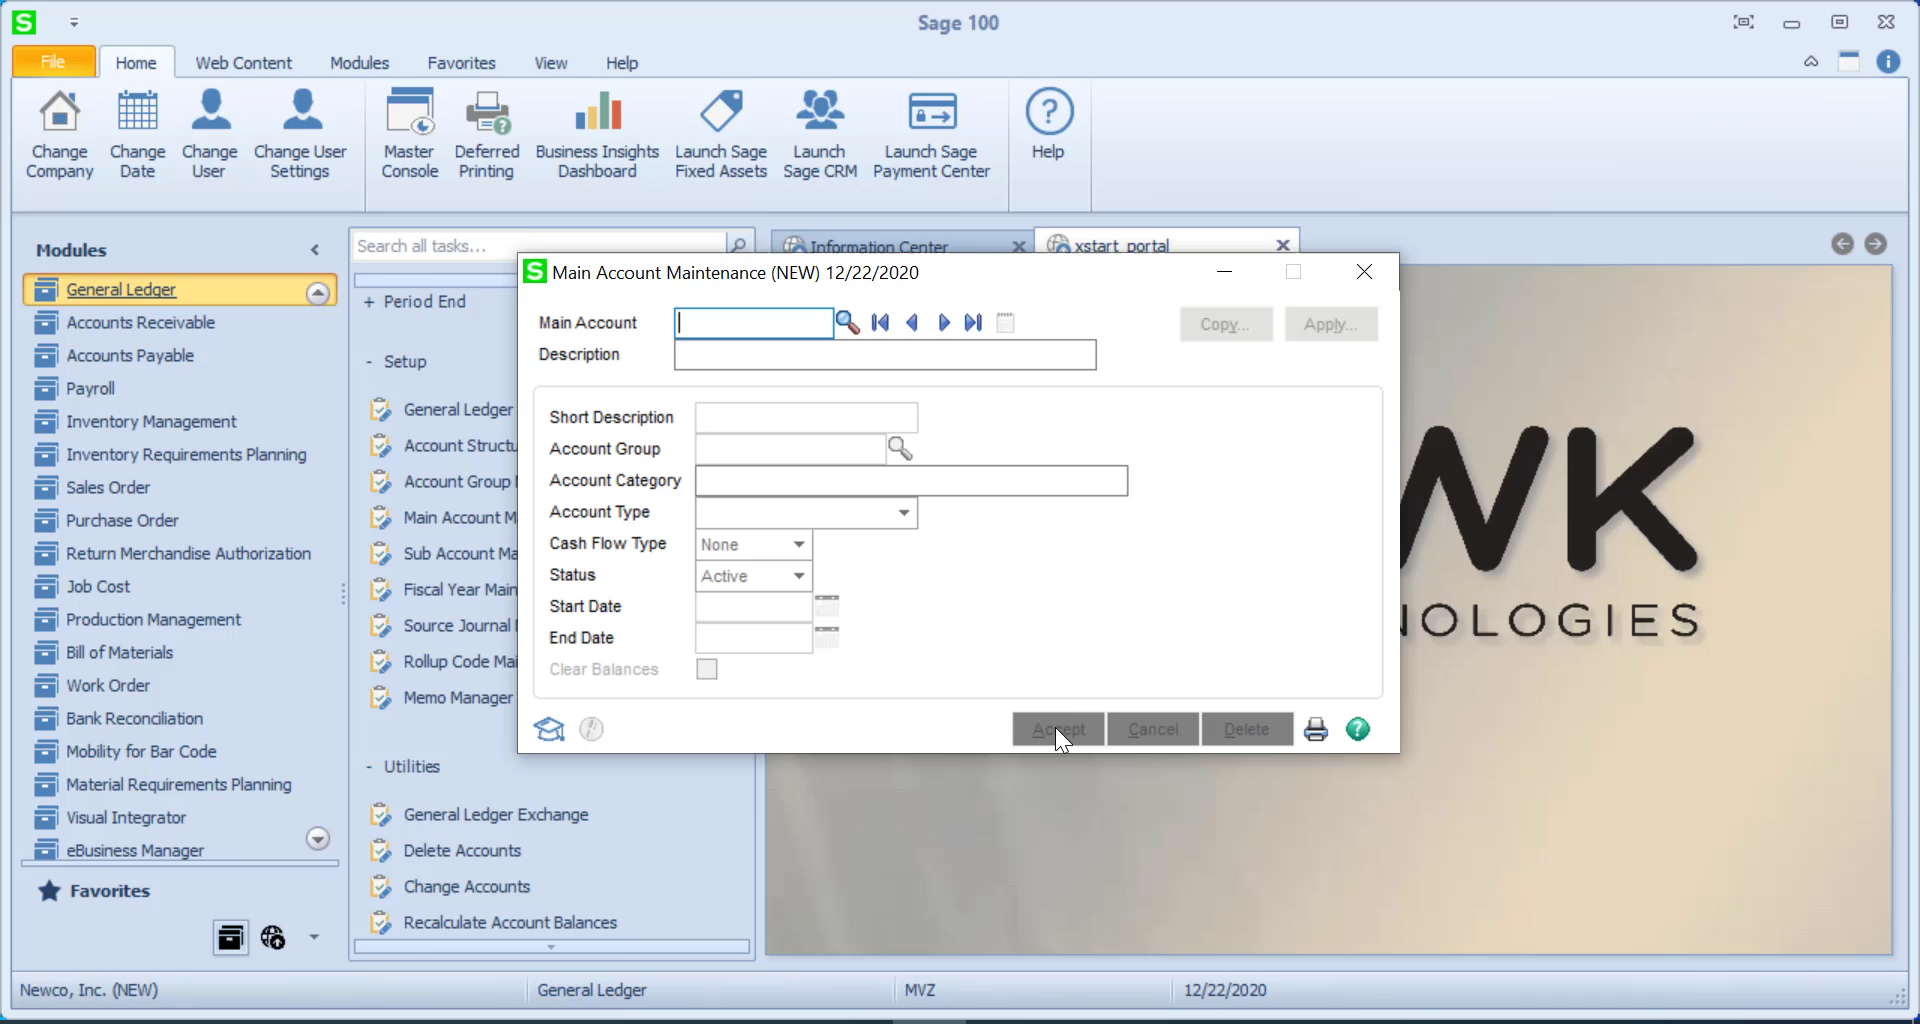 Sage 100
File
Home
Web Content
Modules
Favorites
View
Help
Change
Company
Change
Date
Change
User
Change User
Settings
Master
Console
Deferred
Printing
Business Insights
Dashboard
Launch Sage
Fixed Assets
Launch
Sage CRM
Launch Sage
Payment Center
Help
Modules
General Ledger
Accounts Receivable
Accounts Payable
Payroll
Inventory Management
Inventory Requirements Planning
Sales Order
Purchase Order
Return Merchandise Authorization
Job Cost
Production Management
Bill of Materials
Work Order
Bank Reconciliation
Mobility for Bar Code
Material Requirements Planning
Visual Integrator
eBusiness Manager
Favorites
Search all tasks...
+ Period End
- Setup
General Ledger
Account Structu
Account Group
Main Account M
Sub Account Ma
Fiscal Year Main
Source Journal
Rollup Code Mai
Memo Manager
- Utilities
General Ledger Exchange
Delete Accounts
Change Accounts
Recalculate Account Balances
Information Center
xstart_portal
Main Account Maintenance (NEW) 12/22/2020
Main Account
Copy...
Apply...
Description
Short Description
Account Group
Account Category
Account Type
Cash Flow Type
None
Status
Active
Start Date
End Date
Clear Balances
Accept
Cancel
Delete
WK
NOLOGIES
Newco, Inc. (NEW)
General Ledger
MVZ
12/22/2020